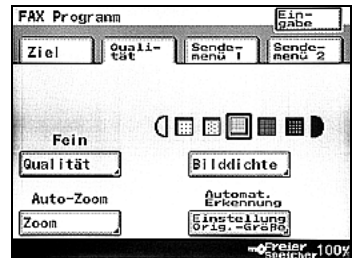 FAX Programm
Ein-
gabe
Ziel
Quali-
tät
Sende-
menü 1
Sende-
menü 2
Fein
Qualität
Bilddichte
Auto-Zoom
Automat.
Erkennung
Zoom
Einstellung
Orig.-Größe
Freier
Speicher
100%